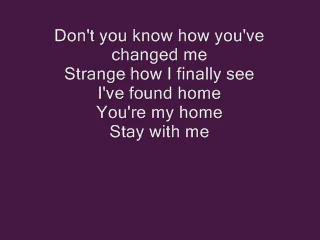 Don't you know how you've
changed me
Strange how I finally see
I've found home
You're my home
Stay with me